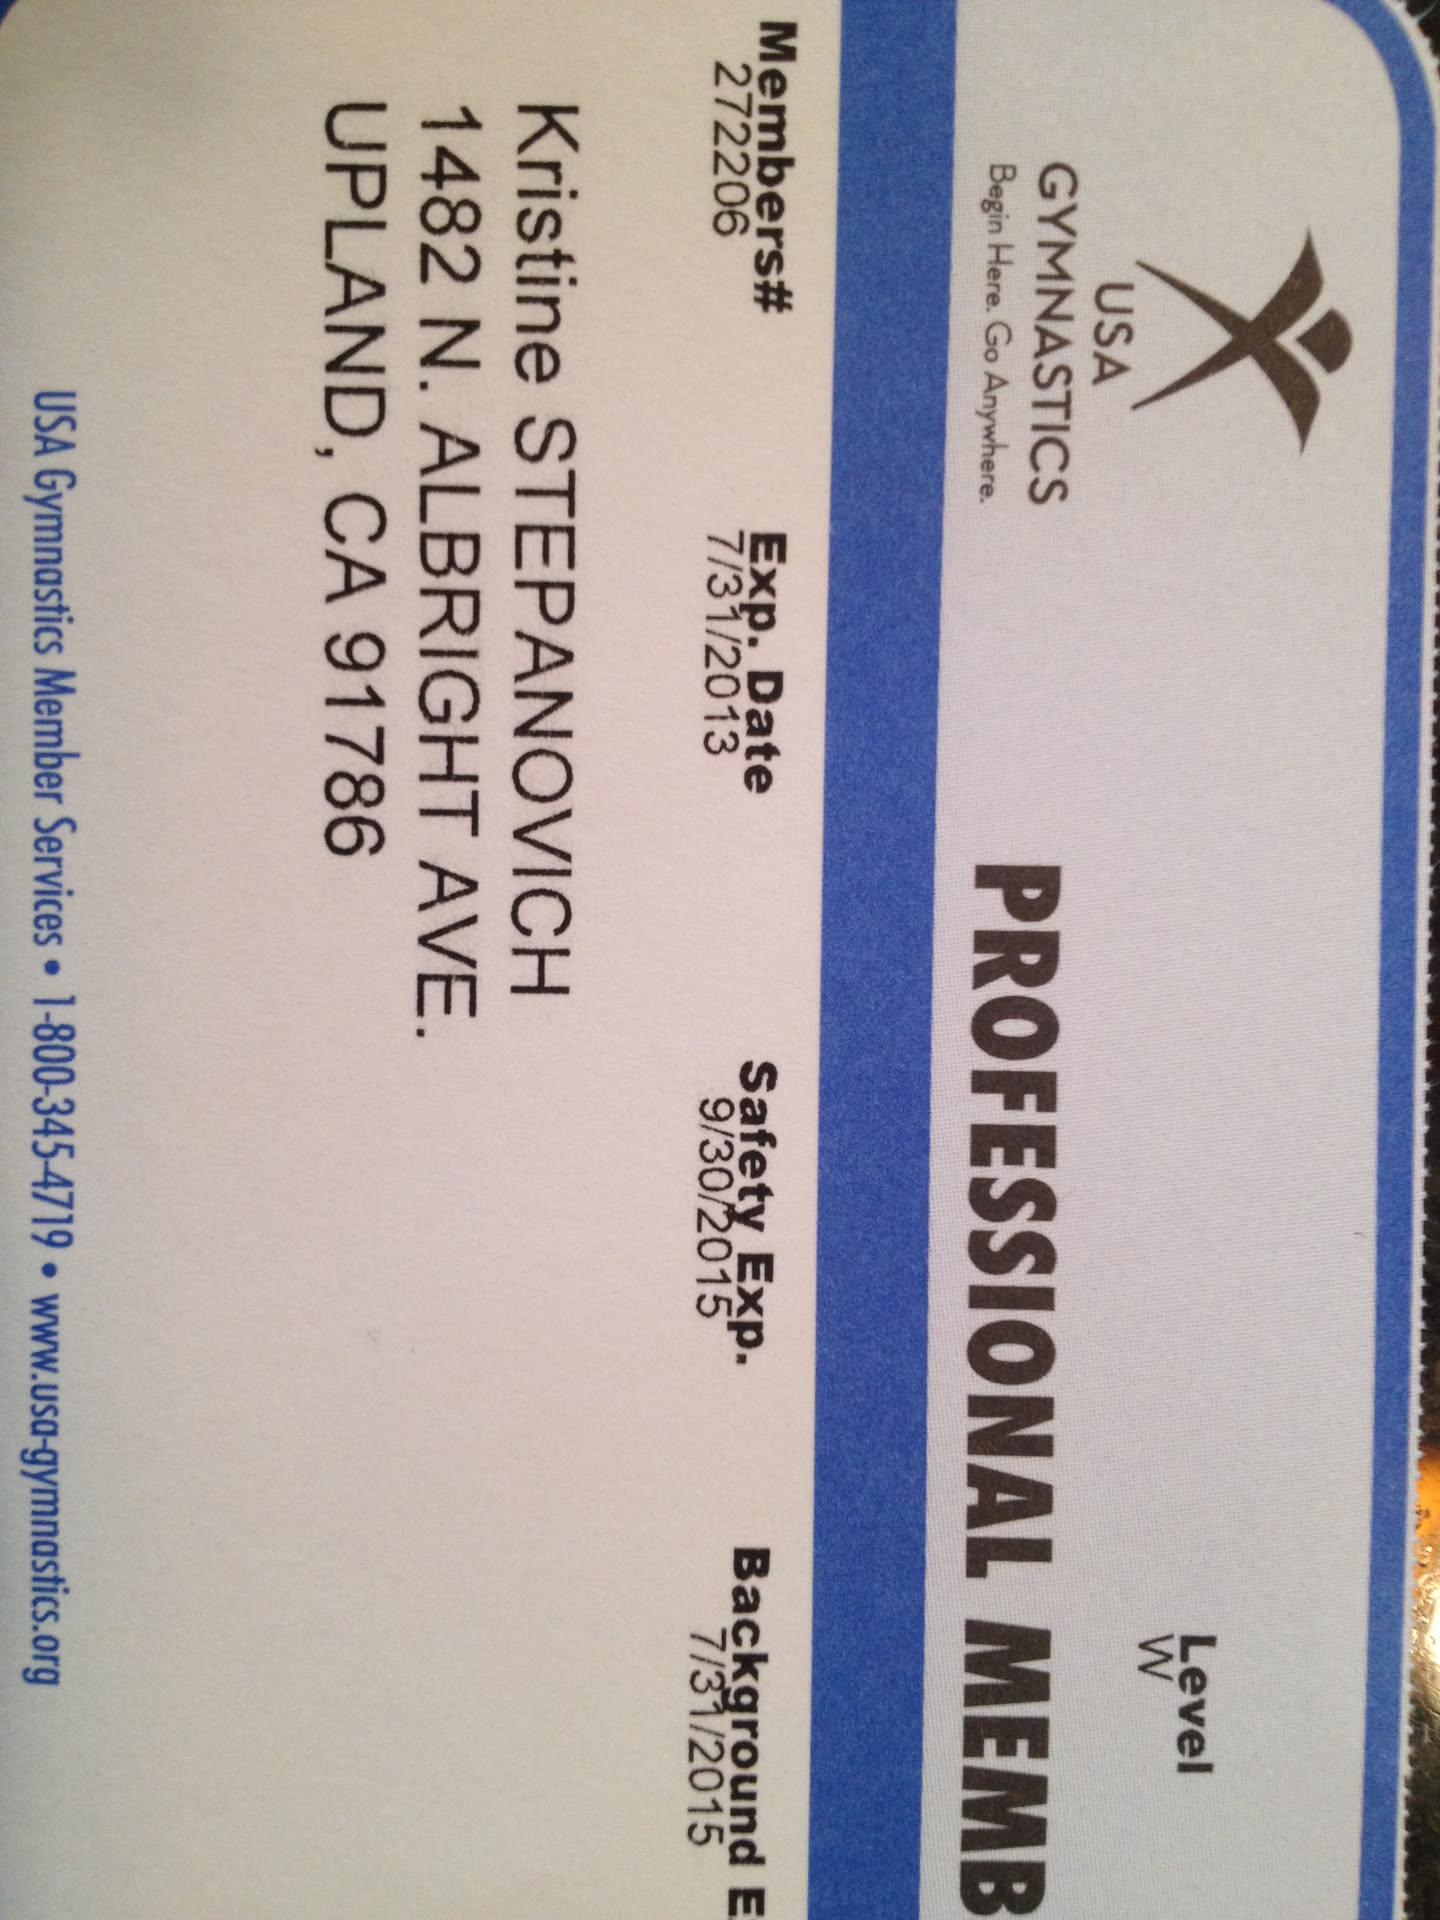 USA
GYMNASTICS
Begin Here. Go Anywhere.
Level
W
PROFESSIONAL MEMB
Members# Exp. Date Safety Exp. Background E
272206 7/31/2013 9/30/2015 7/31/2015
Kristine STEPANOVICH
1482 N. ALBRIGHT AVE.
UPLAND, CA 91786
USA Gymnastics Member Services • 1-800-345-4719 • www.usa-gymnastics.org